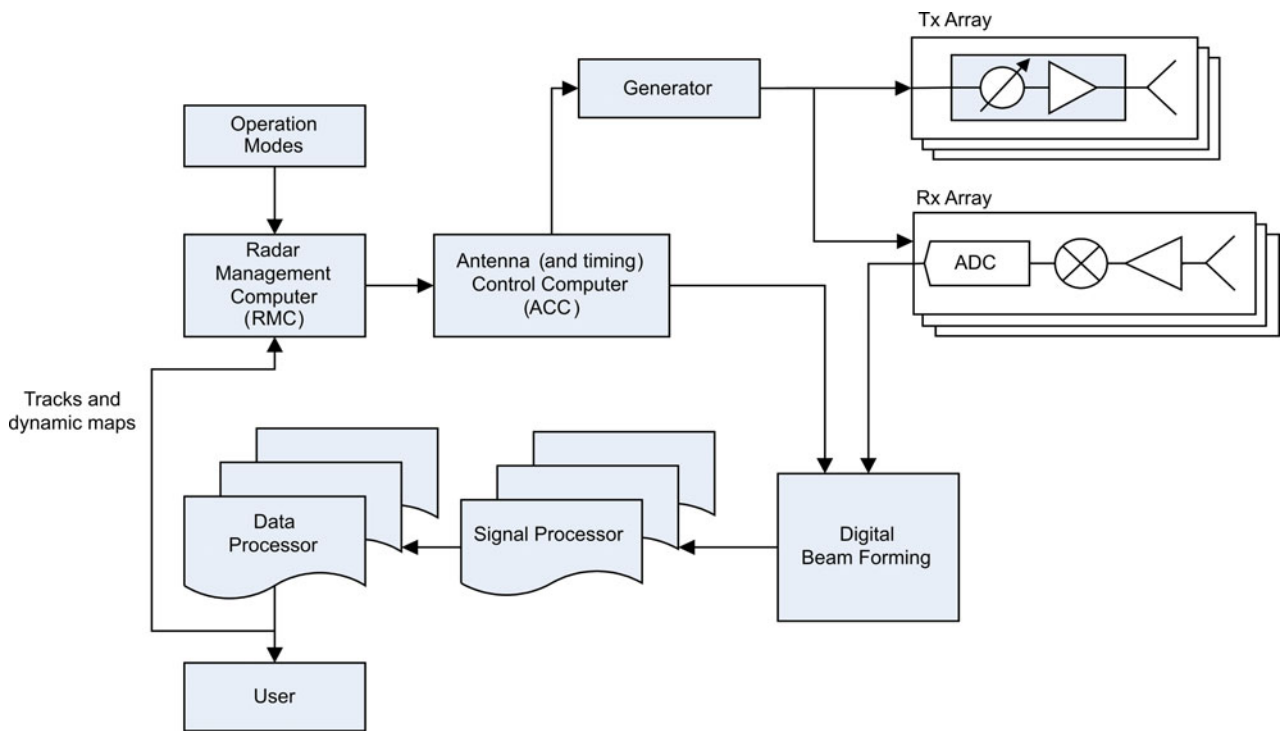 Tx Array
Generator
Operation
Modes
Rx Array
Radar
Management
Computer
(RMC)
Antenna (and timing)
Control Computer
(ACC)
ADC
Tracks and
dynamic maps
Data
Processor
Signal Processor
Digital
Beam Forming
User